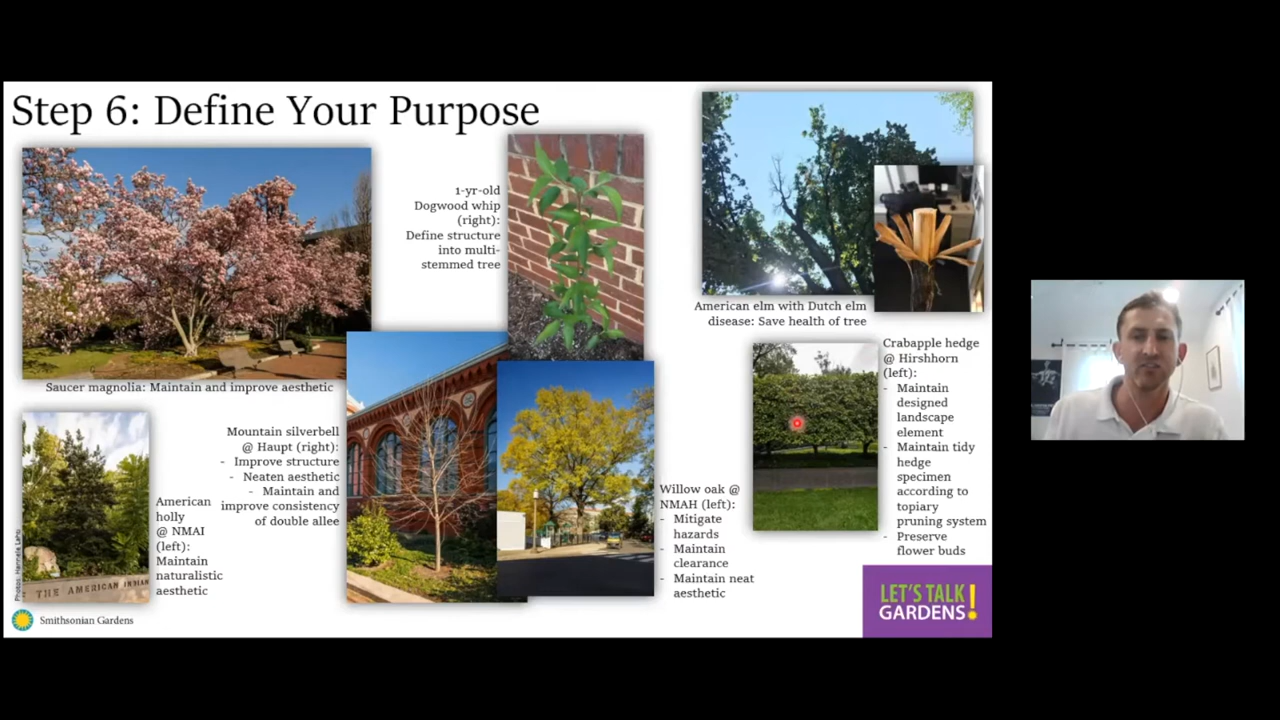 Step 6: Define Your Purpose
Saucer magnolia: Maintain and improve aesthetic
1-yr-old
Dogwood whip
(right):
Define structure
into multi-
stemmed tree
American elm with Dutch elm
disease: Save health of tree
Crabapple hedge
@ Hirshhorn
(left):
- Maintain
designed
landscape
element
- Maintain tidy
hedge
specimen
according to
topiary
pruning system
- Preserve
flower buds
Mountain silverbell
@ Haupt (right):
- Improve structure
- Neaten aesthetic
- Maintain and
improve consistency
of double allee
American
holly
@ NMAI
(left):
Maintain
naturalistic
aesthetic
Willow oak @
NMAH (left):
- Mitigate
hazards
- Maintain
clearance
- Maintain neat
aesthetic
THE AMERICAN INDIAN
Photos: Hannele Lahti
Smithsonian Gardens
LET'S TALK
GARDENS!